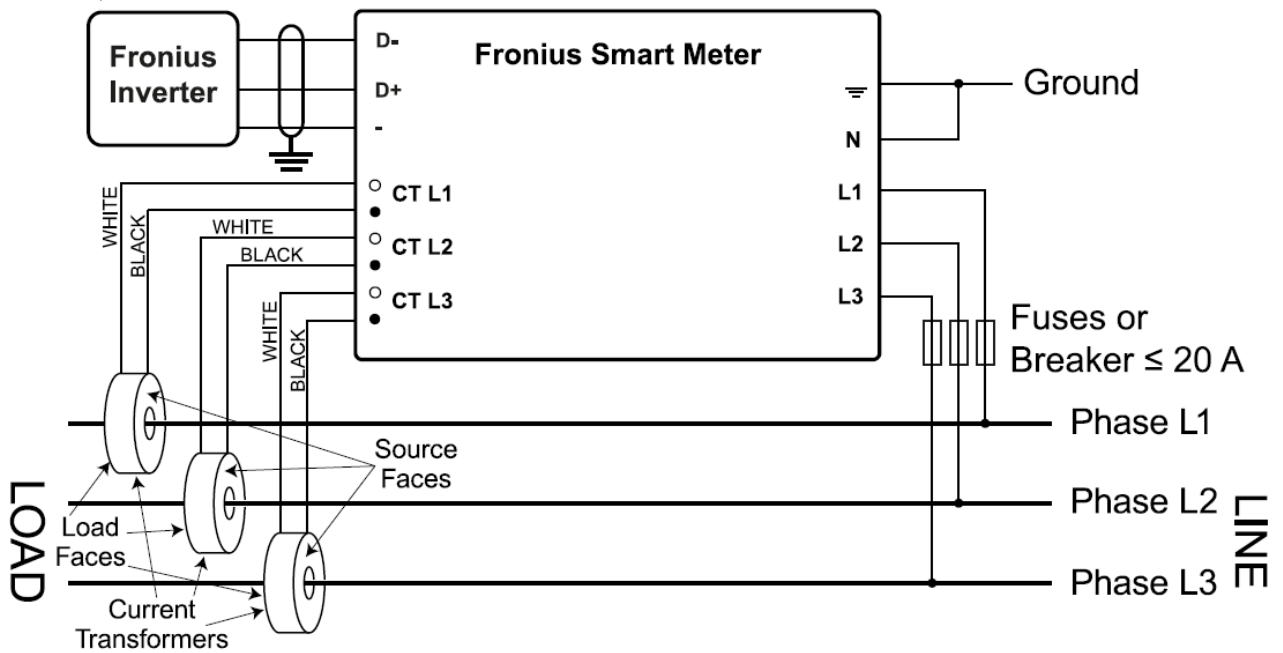 Fronius
Inverter
D-
D+
-
Fronius Smart Meter
Ground
N
L1
L2
L3
CT L1
CT L2
CT L3
WHITE
BLACK
WHITE
BLACK
WHITE
BLACK
Fuses or
Breaker ≤ 20 A
Phase L1
Phase L2
Phase L3
Source
Faces
LOAD
Load
Faces
Current
Transformers
LINE